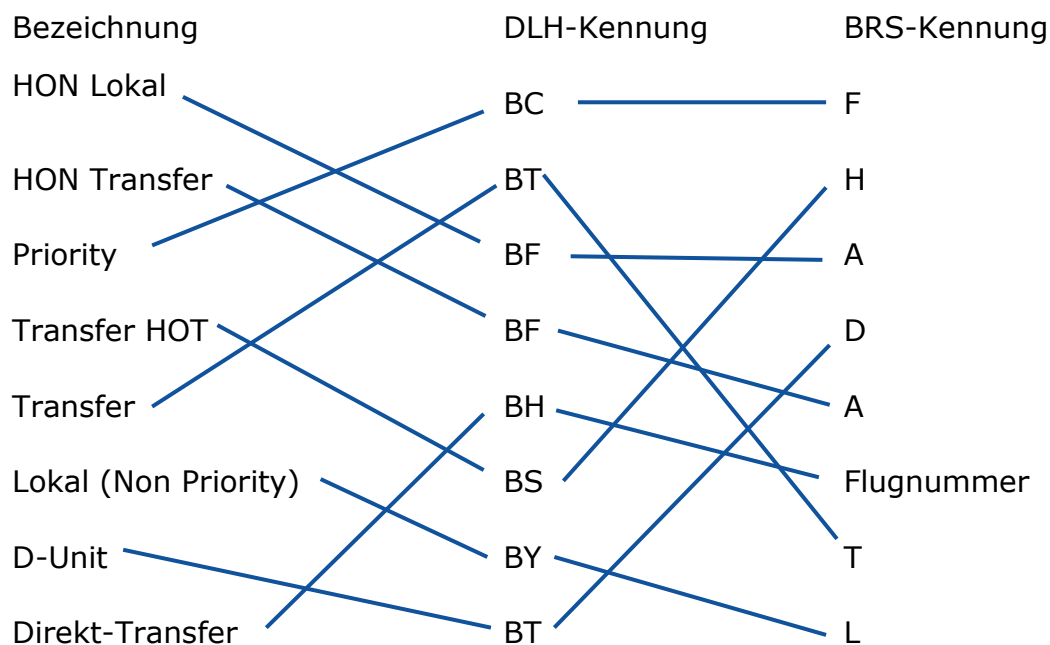 Bezeichnung DLH-Kennung BRS-Kennung
HON Lokal BC F
HON Transfer BT H
Priority BF A
Transfer HOT BF D
Transfer BH A
Lokal (Non Priority) BS Flugnummer
D-Unit BY T
Direkt-Transfer BT L